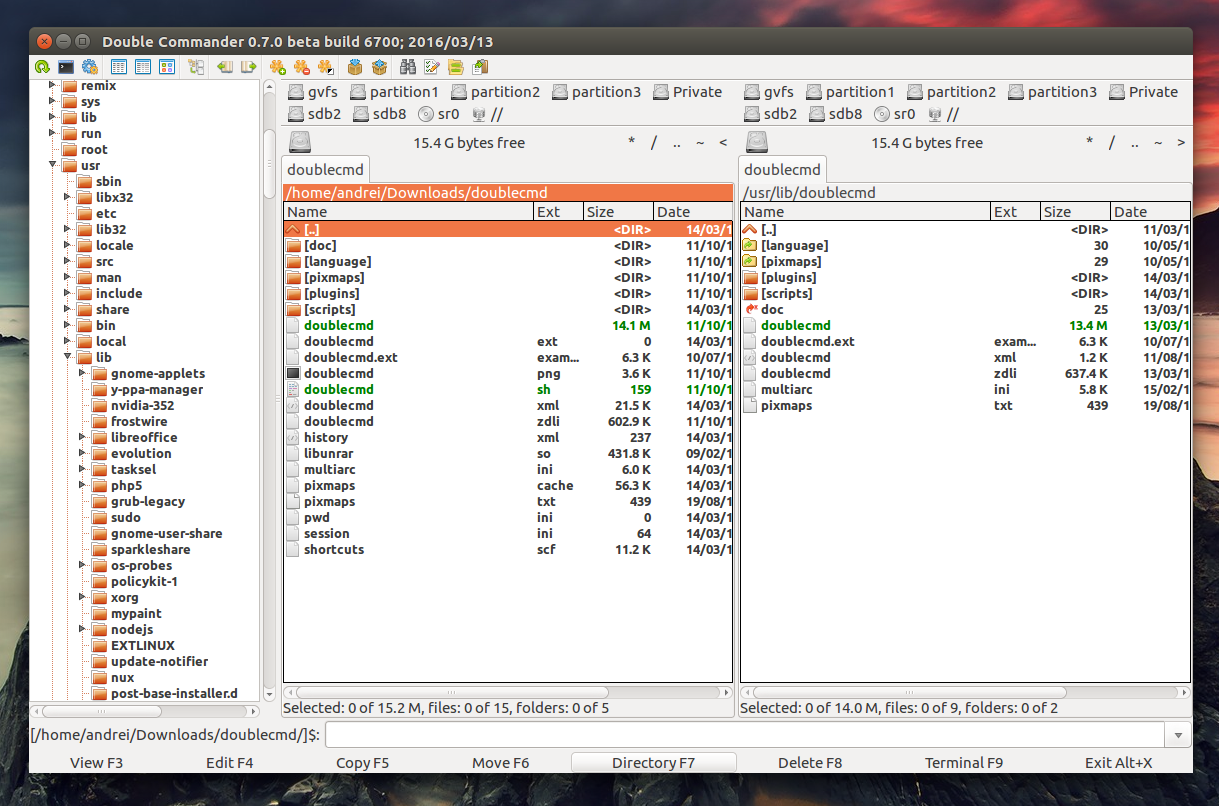 Double Commander 0.7.0 beta build 6700; 2016/03/13
remix
sys
lib
run
root
usr
sbin
libx32
etc
lib32
locale
src
man
include
share
bin
local
lib
gnome-applets
y-ppa-manager
nvidia-352
frostwire
libreoffice
evolution
tasksel
php5
grub-legacy
sudo
gnome-user-share
sparkleshare
os-probes
policykit-1
xorg
mypaint
nodejs
EXTLINUX
update-notifier
nux
post-base-installer.d
gvfs partition1 partition2 partition3 Private
sdb2 sdb8 sr0 //
15.4 G bytes free * / .. ~ <
doublecmd
/home/andrei/Downloads/doublecmd
Name Ext Size Date
[..] <DIR> 14/03/1
[doc] <DIR> 11/10/1
[language] <DIR> 11/10/1
[pixmaps] <DIR> 11/10/1
[plugins] <DIR> 11/10/1
[scripts] <DIR> 14/03/1
doublecmd 14.1 M 11/10/1
doublecmd ext 0 14/03/1
doublecmd.ext exam... 6.3 K 10/07/1
doublecmd png 3.6 K 11/10/1
doublecmd sh 159 11/10/1
doublecmd xml 21.5 K 14/03/1
doublecmd zdli 602.9 K 11/10/1
history xml 237 14/03/1
libunrar so 431.8 K 09/02/1
multiarc ini 6.0 K 14/03/1
pixmaps cache 56.3 K 14/03/1
pixmaps txt 439 19/08/1
pwd ini 0 14/03/1
session ini 64 14/03/1
shortcuts scf 11.2 K 14/03/1
Selected: 0 of 15.2 M, files: 0 of 15, folders: 0 of 5
gvfs partition1 partition2 partition3 Private
sdb2 sdb8 sr0 //
15.4 G bytes free * / .. ~ >
doublecmd
/usr/lib/doublecmd
Name Ext Size Date
[..] <DIR> 11/03/1
[language] 30 10/05/1
[pixmaps] 29 10/05/1
[plugins] <DIR> 14/03/1
[scripts] <DIR> 14/03/1
doc 25 13/03/1
doublecmd 13.4 M 13/03/1
doublecmd.ext exam... 6.3 K 10/07/1
doublecmd xml 1.2 K 11/08/1
doublecmd zdli 637.4 K 13/03/1
multiarc ini 5.8 K 15/02/1
pixmaps txt 439 19/08/1
Selected: 0 of 14.0 M, files: 0 of 9, folders: 0 of 2
[/home/andrei/Downloads/doublecmd/]$:
View F3 Edit F4 Copy F5 Move F6 Directory F7 Delete F8 Terminal F9 Exit Alt+X